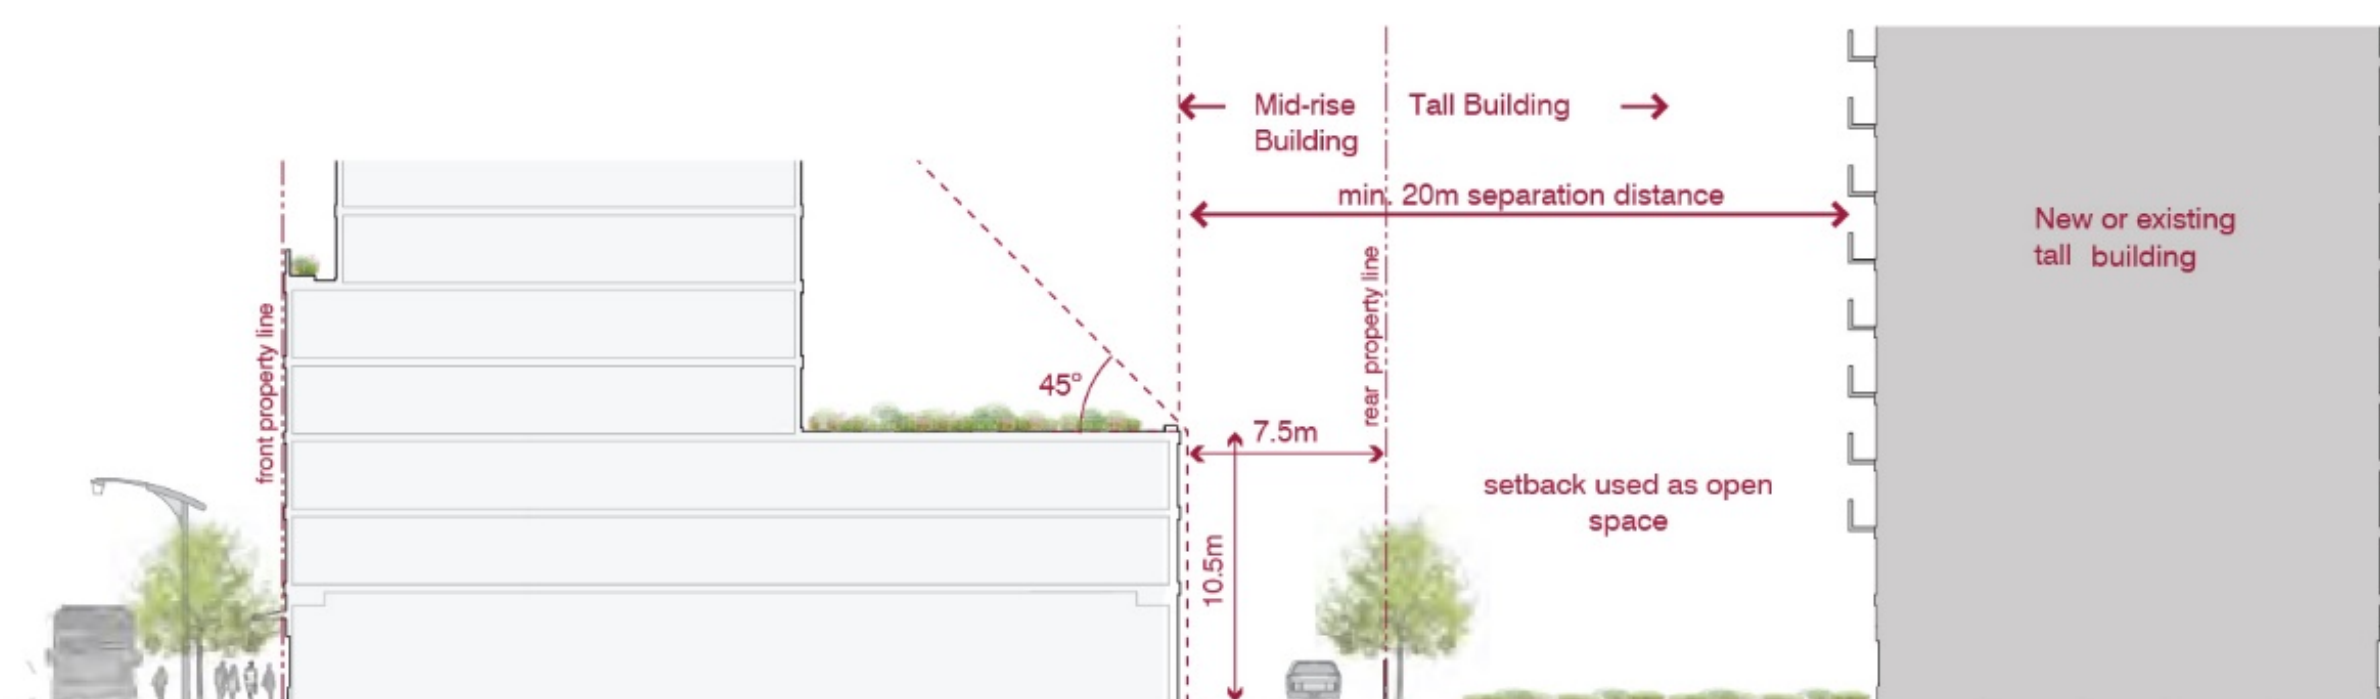 Mid-rise
Building
Tall Building
min. 20m separation distance
New or existing
tall building
rear property line
front property line
45°
7.5m
setback used as open
space
10.5m